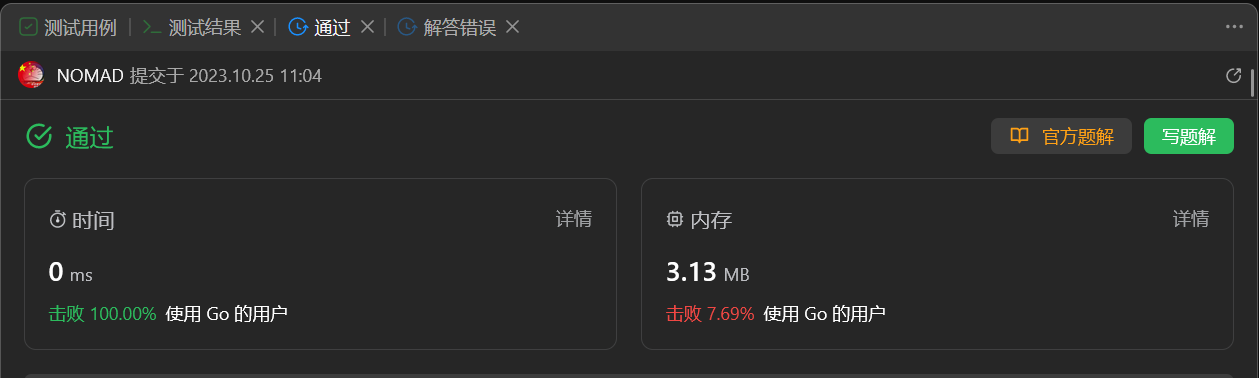 测试用例 测试结果 通过 解答错误
NOMAD 提交于 2023.10.25 11:04
通过 官方题解 写题解
时间 详情
0 ms
击败 100.00% 使用 Go 的用户
内存 详情
3.13 MB
击败 7.69% 使用 Go 的用户